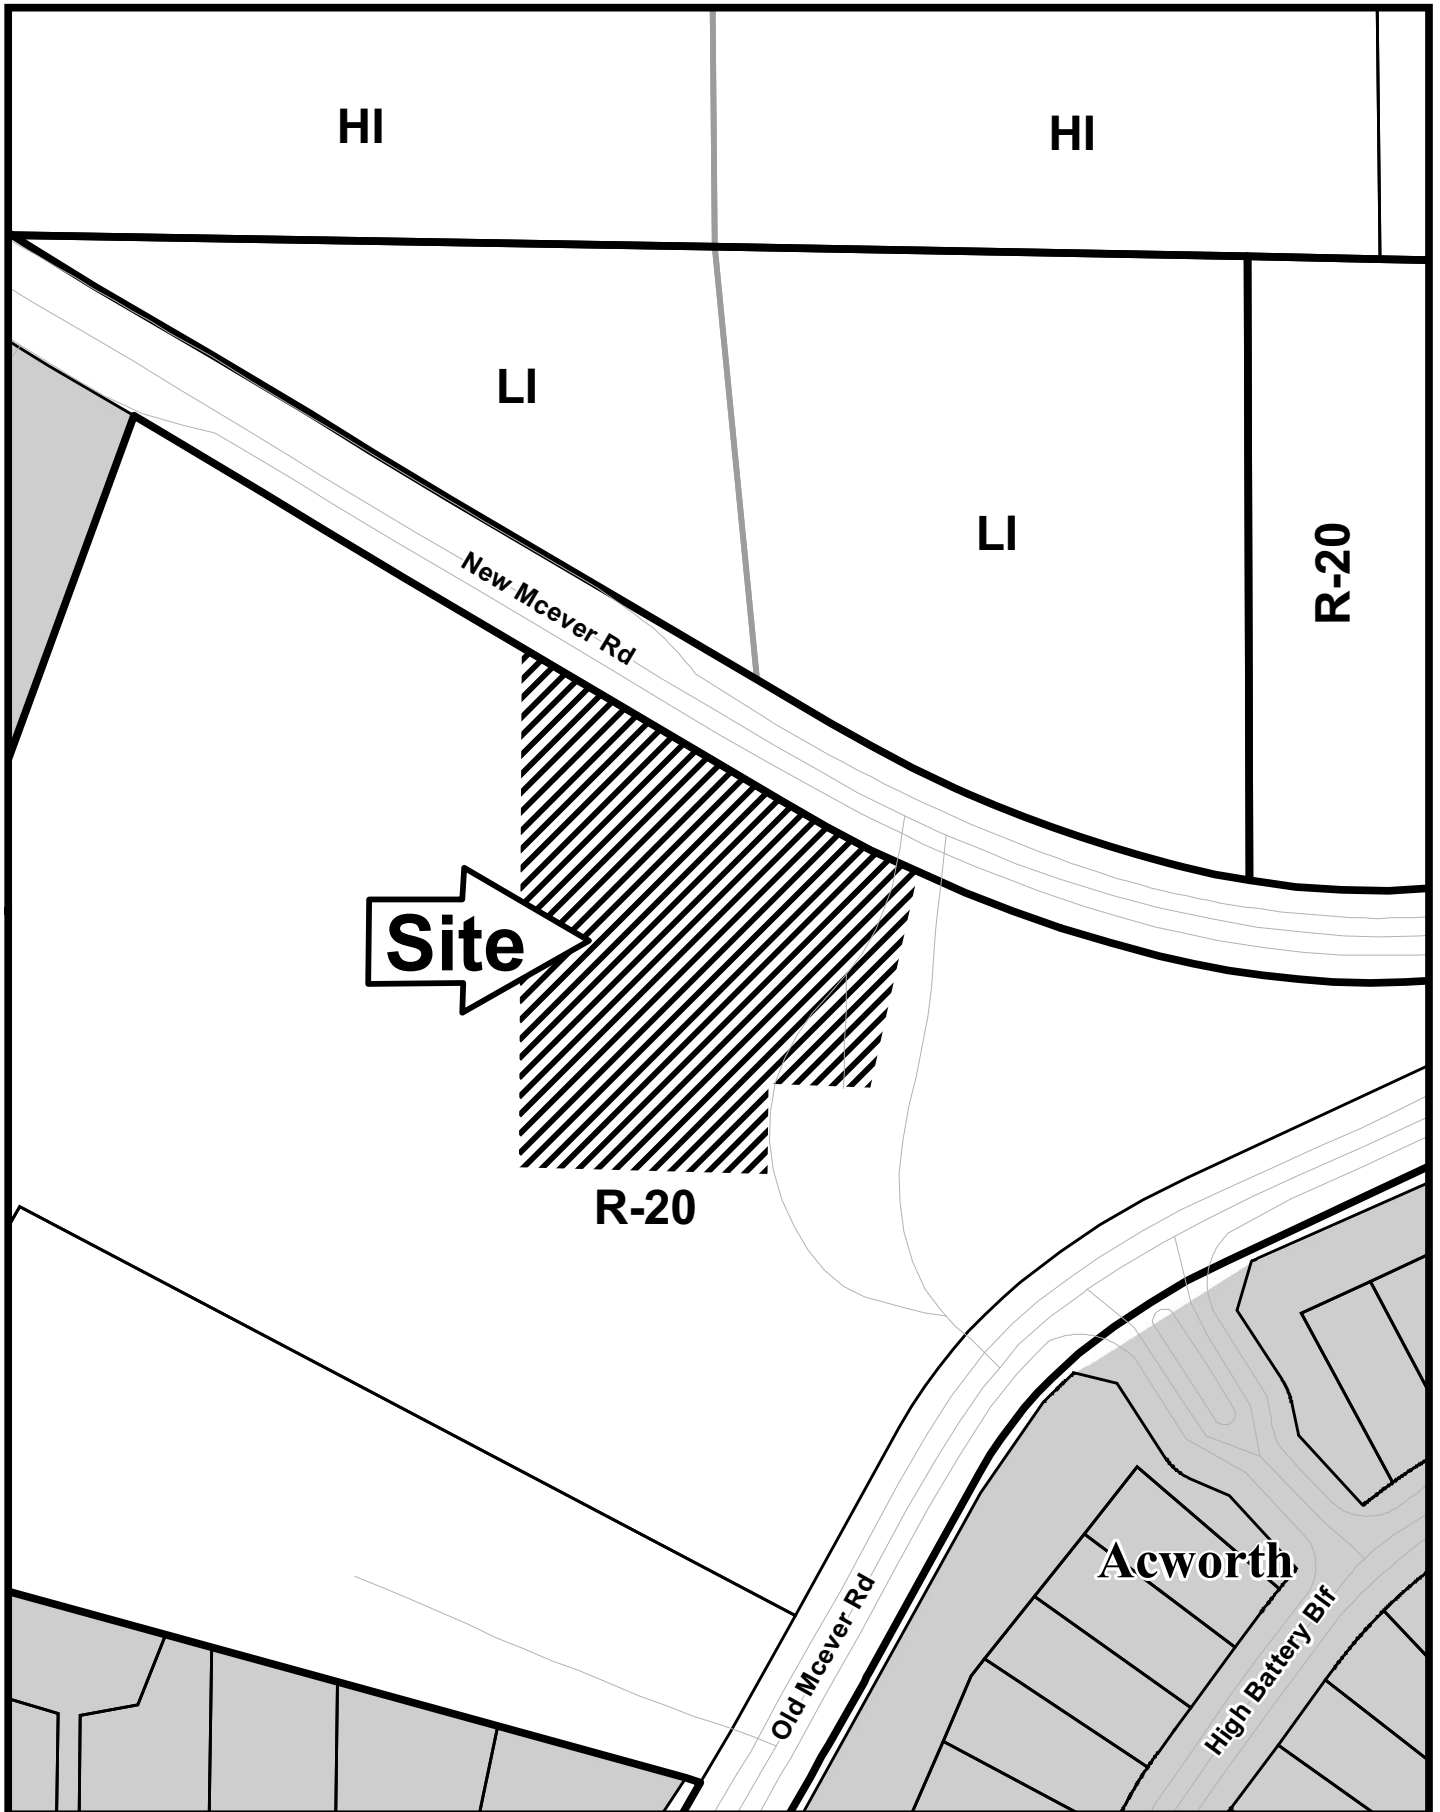 HI
HI
LI
LI
R-20
New Mcever Rd
Site
R-20
Acworth
Old Mcever Rd
High Battery Blf